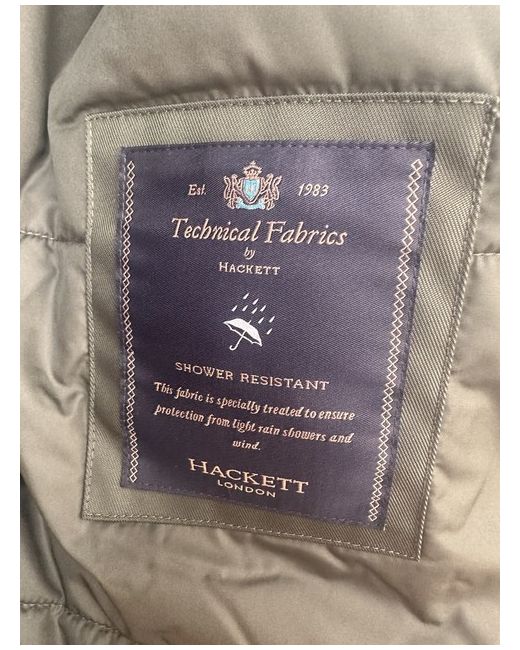 Est. 1983
Technical Fabrics
by
HACKETT
SHOWER RESISTANT
This fabric is specially treated to ensure
protection from light rain showers and
wind.
HACKETT
LONDON